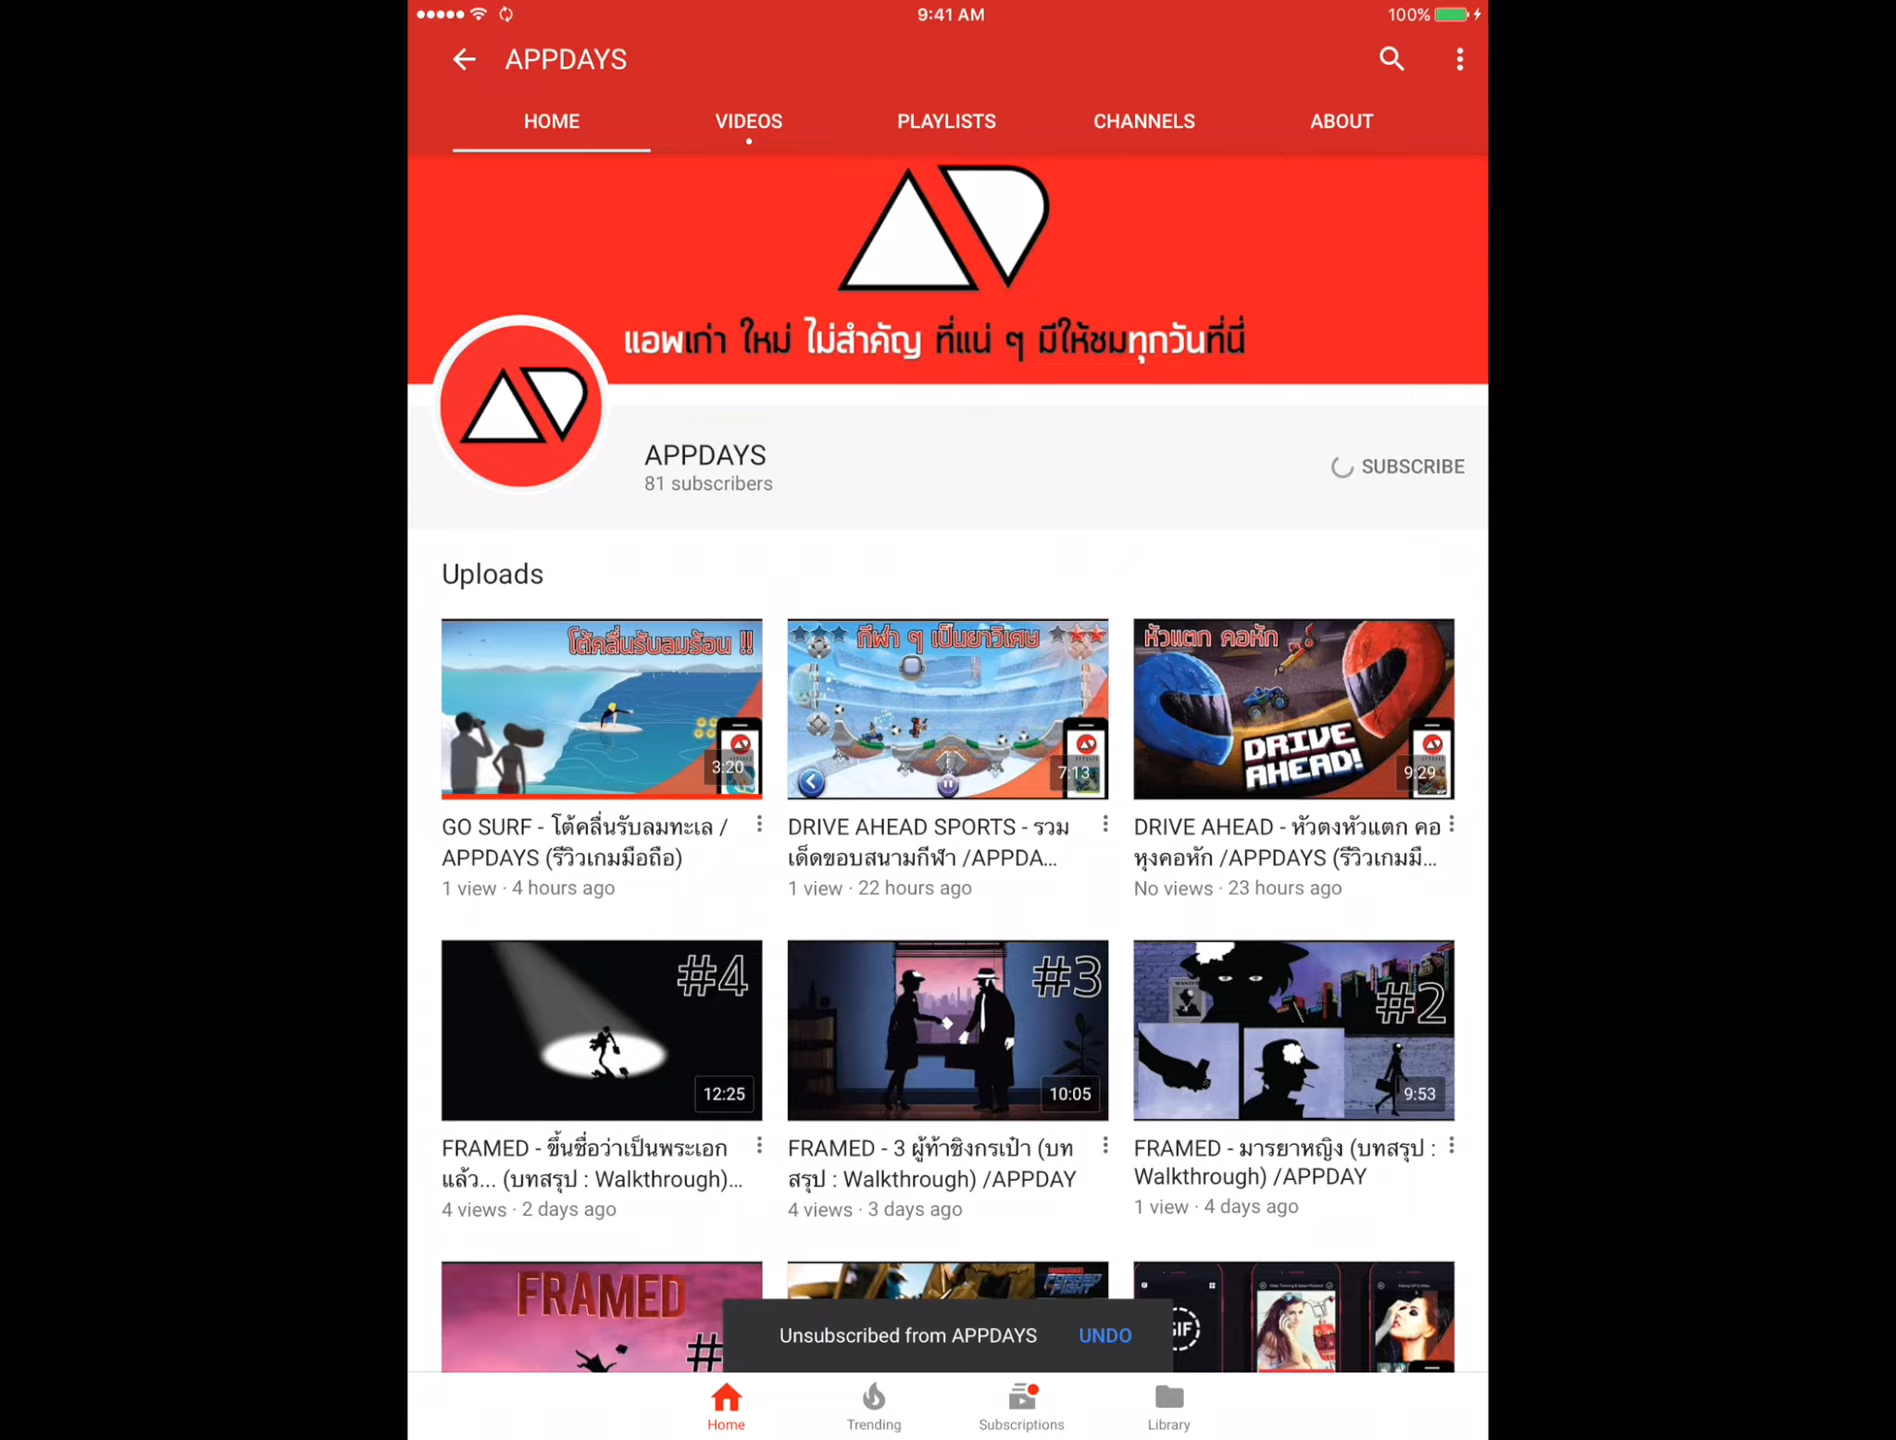 9:41 AM
100%
APPDAYS
HOME
VIDEOS
PLAYLISTS
CHANNELS
ABOUT
แอพเก่า ใหม่ ไม่สำคัญ ที่แน่ ๆ มีให้ชมทุกวันที่นี่
APPDAYS
81 subscribers
SUBSCRIBE
Uploads
โต้คลื่นรับลมร้อน !!
3:20
กีฬา ๆ เป็นยาวิเศษ
7:13
หัวแตก คอหัก
DRIVE
AHEAD!
9:29
GO SURF - โต้คลื่นรับลมทะเล /
APPDAYS (รีวิวเกมมือถือ)
1 view · 4 hours ago
DRIVE AHEAD SPORTS - รวม
เด็ดขอบสนามกีฬา /APPDA...
1 view · 22 hours ago
DRIVE AHEAD - หัวตงหัวแตก คอ
หุงคอหัก /APPDAYS (รีวิวเกมมื...
No views · 23 hours ago
#4
12:25
#3
10:05
WANTED
#2
9:53
FRAMED - ขึ้นชื่อว่าเป็นพระเอก
แล้ว... (บทสรุป : Walkthrough)...
4 views · 2 days ago
FRAMED - 3 ผู้ท้าชิงกรเป๋า (บท
สรุป : Walkthrough) /APPDAY
4 views · 3 days ago
FRAMED - มารยาหญิง (บทสรุป :
Walkthrough) /APPDAY
1 view · 4 days ago
FRAMED
#
FORGED
FIGHT
GIF
Unsubscribed from APPDAYS
UNDO
Home
Trending
Subscriptions
Library